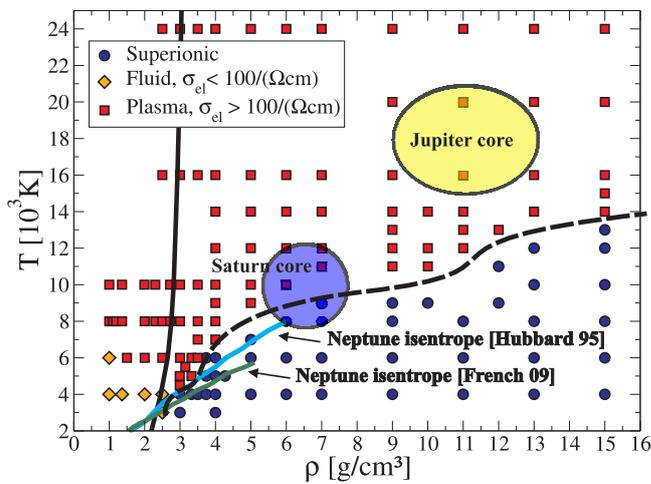 24
22
20
18
16
14
12
10
8
6
4
2
T [10³K]
Superionic
Fluid, σel < 100/(Ωcm)
Plasma, σel > 100/(Ωcm)
Jupiter core
Saturn core
Neptune isentrope [Hubbard 95]
Neptune isentrope [French 09]
0 1 2 3 4 5 6 7 8 9 10 11 12 13 14 15 16
ρ [g/cm³]